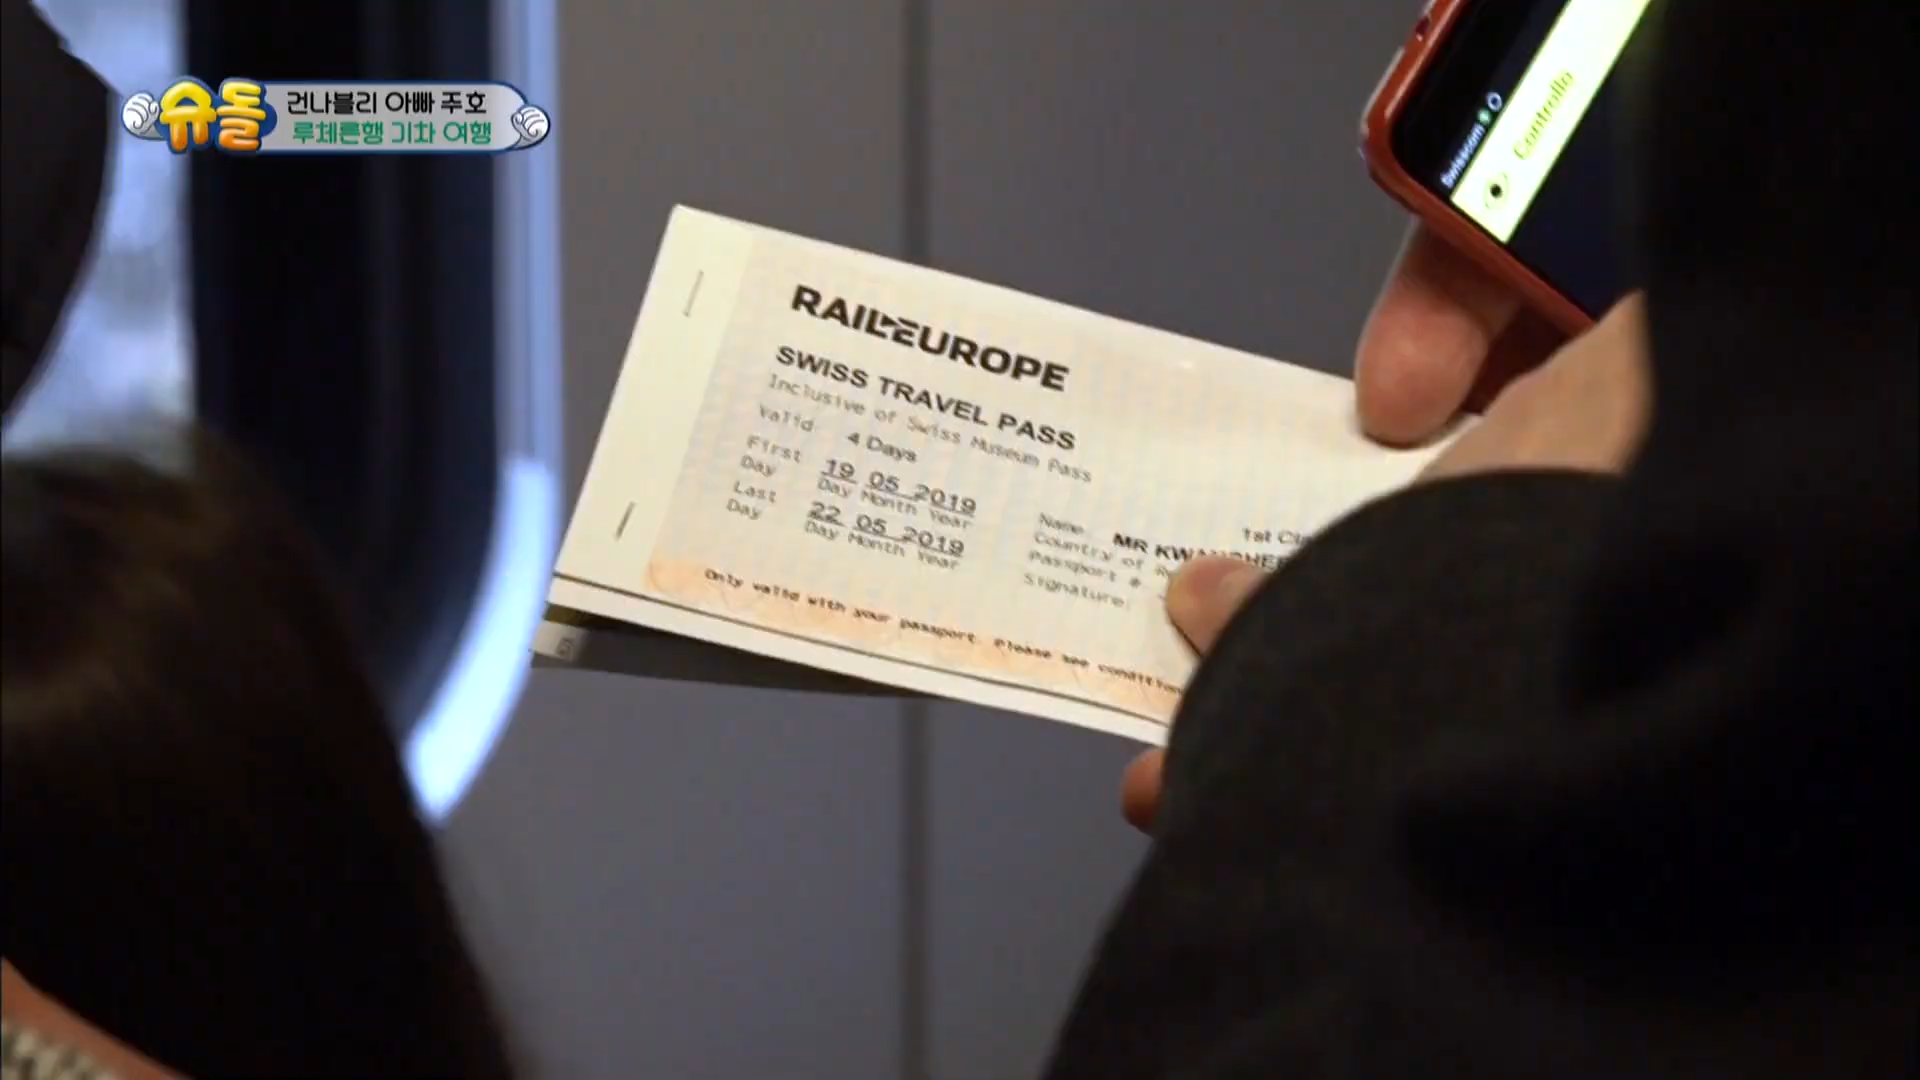 슈돌
건나블리 아빠 주호
루체른행 기차 여행
Swisscom
Controllo
RAILEUROPE
SWISS TRAVEL PASS
Inclusive of Swiss Museum Pass
Valid 4 Days
First Day 19 05 2019
Day Month Year
Last Day 22 05 2019
Day Month Year
1st
Name MR
Country of
Passport #
Signature:
Only valid with your passport. Please see